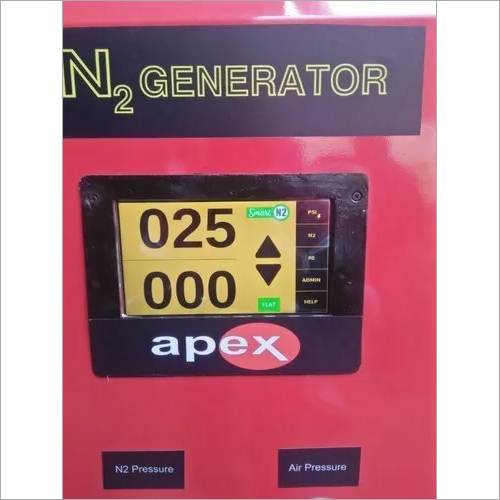 N2 GENERATOR
025
Smart N2
PSI
N2
RE
000
ADMIN
FLAT
HELP
apex
N2 Pressure
Air Pressure